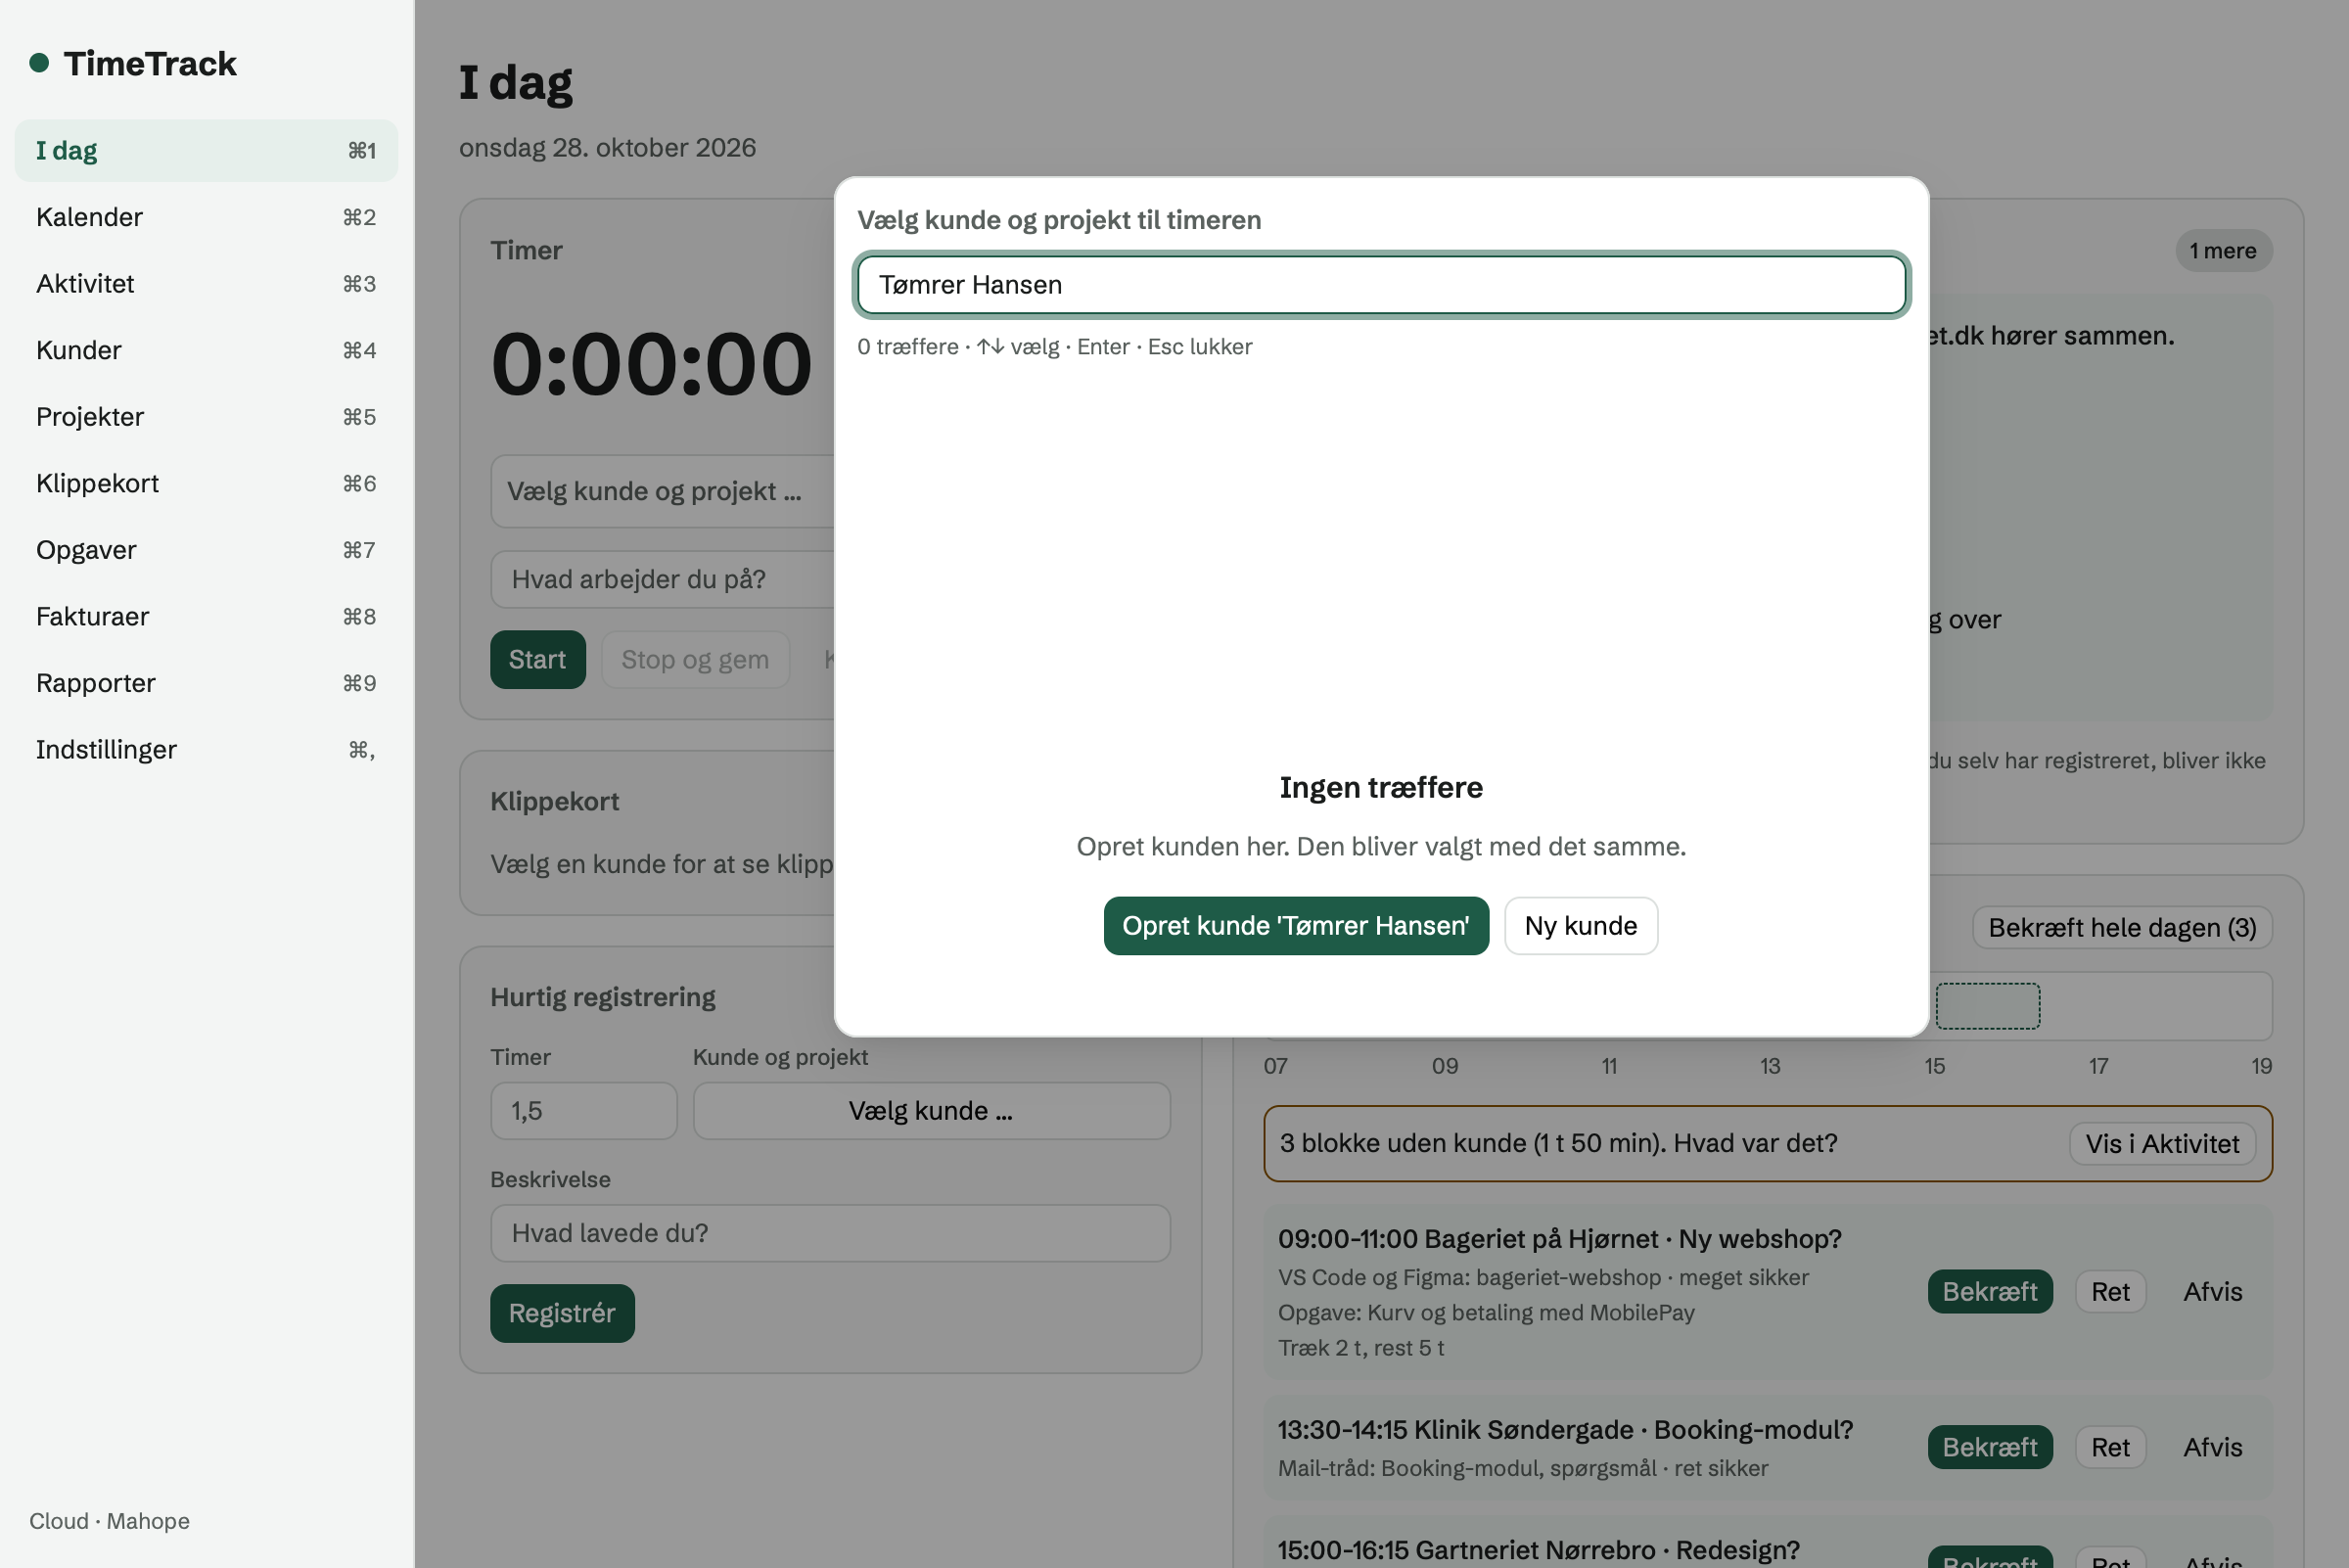 TimeTrack
I dag ⌘1
Kalender ⌘2
Aktivitet ⌘3
Kunder ⌘4
Projekter ⌘5
Klippekort ⌘6
Opgaver ⌘7
Fakturaer ⌘8
Rapporter ⌘9
Indstillinger ⌘,
Cloud · Mahope
I dag
onsdag 28. oktober 2026
Timer
0:00:00
Vælg kunde og projekt ...
Hvad arbejder du på?
Start
Stop og gem
Klippekort
Vælg en kunde for at se klipp
Hurtig registrering
Timer
Kunde og projekt
1,5
Vælg kunde ...
Beskrivelse
Hvad lavede du?
Registrér
Vælg kunde og projekt til timeren
Tømrer Hansen
0 træffere · ↑↓ vælg · Enter · Esc lukker
Ingen træffere
Opret kunden her. Den bliver valgt med det samme.
Opret kunde 'Tømrer Hansen'
Ny kunde
1 mere
et.dk hører sammen.
g over
du selv har registreret, bliver ikke
Bekræft hele dagen (3)
07 09 11 13 15 17 19
3 blokke uden kunde (1 t 50 min). Hvad var det?
Vis i Aktivitet
09:00-11:00 Bageriet på Hjørnet · Ny webshop?
VS Code og Figma: bageriet-webshop · meget sikker
Opgave: Kurv og betaling med MobilePay
Træk 2 t, rest 5 t
Bekræft Ret Afvis
13:30-14:15 Klinik Søndergade · Booking-modul?
Mail-tråd: Booking-modul, spørgsmål · ret sikker
Bekræft Ret Afvis
15:00-16:15 Gartneriet Nørrebro · Redesign?
Bekræft Ret Afvis